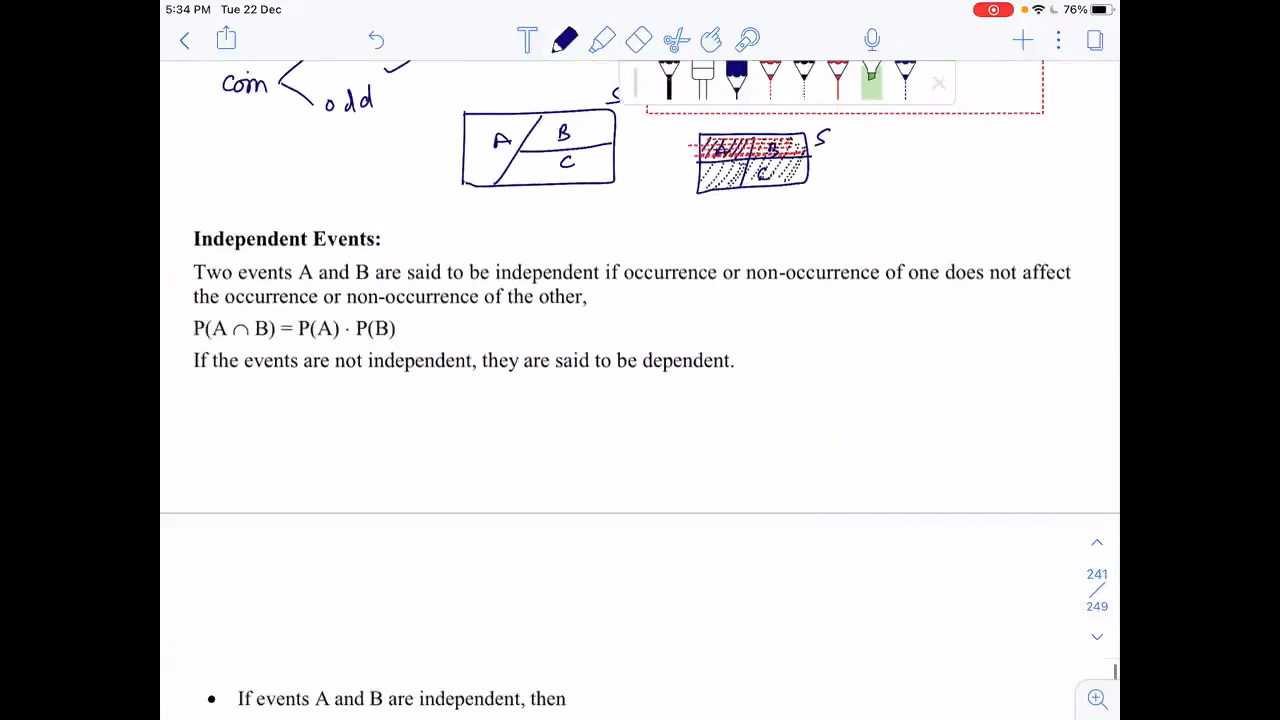 5:34 PM Tue 22 Dec
76%
T
coin
odd
S
A
B
C
A
B
C
S
Independent Events:
Two events A and B are said to be independent if occurrence or non-occurrence of one does not affect
the occurrence or non-occurrence of the other,
P(A ∩ B) = P(A) · P(B)
If the events are not independent, they are said to be dependent.
241
249
• If events A and B are independent, then